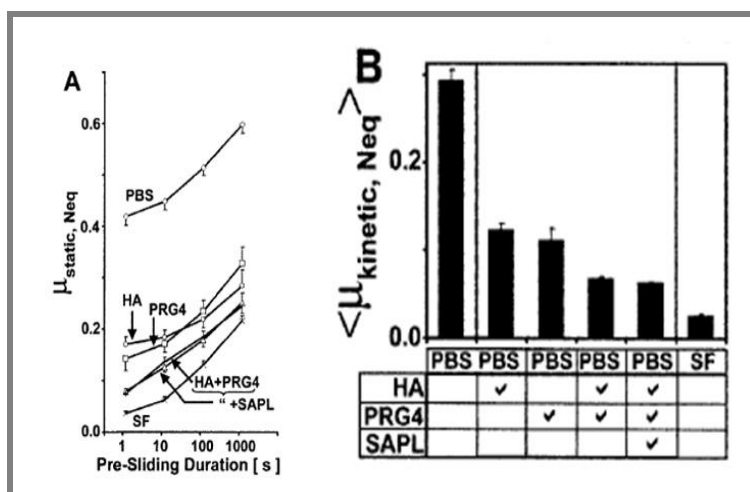 A
μstatic, Neq
0.6
0.4
0.2
0.0
PBS
HA
PRG4
HA+PRG4
" +SAPL
SF
1 10 100 1000
Pre-Sliding Duration [ s ]
B
<μkinetic, Neq>
0.2
0.0
PBS PBS PBS PBS PBS SF
HA ✓ ✓ ✓
PRG4 ✓ ✓ ✓
SAPL ✓